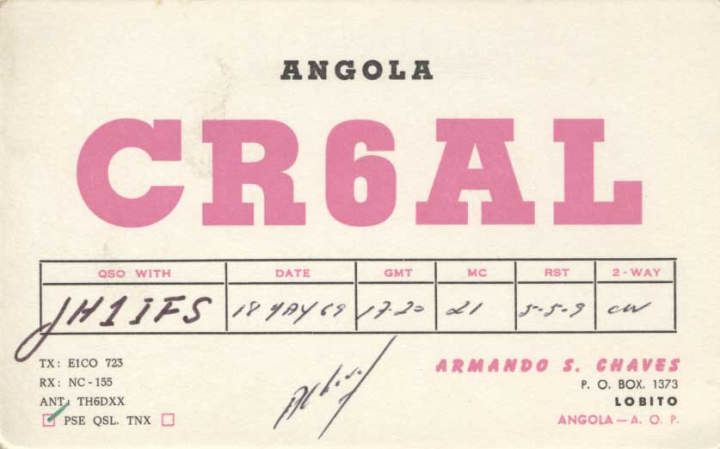 ANGOLA
CR6AL
QSO WITH DATE GMT MC RST 2-WAY
JH1IFS 18 MAY 69 17-20 21 5-5-9 CW
TX: E1CO 723
RX: NC-155
ANT: TH6DXX
PSE QSL. TNX
ARMANDO S. CHAVES
P. O. BOX. 1373
LOBITO
ANGOLA — A. O. P.